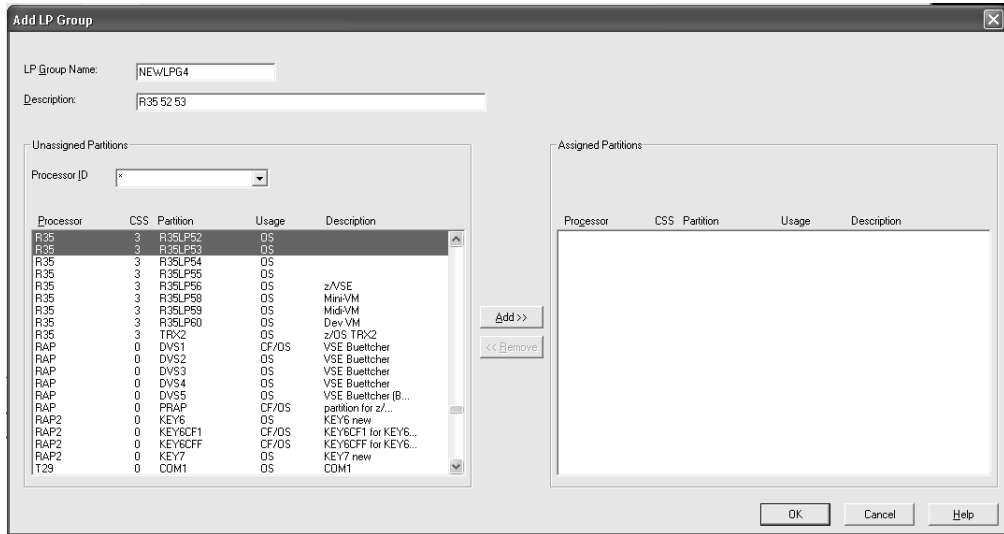 Add LP Group
LP Group Name: NEWLPG4
Description: R35 52 53
Unassigned Partitions
Processor ID *
Processor CSS Partition Usage Description
R35 3 R35LP52 OS
R35 3 R35LP53 OS
R35 3 R35LP54 OS
R35 3 R35LP55 OS
R35 3 R35LP56 OS z/VSE
R35 3 R35LP58 OS Mini-VM
R35 3 R35LP59 OS Midi-VM
R35 3 R35LP60 OS Dev VM
R35 3 TRX2 OS z/OS TRX2
RAP 0 DVS1 CF/OS VSE Buettcher
RAP 0 DVS2 OS VSE Buettcher
RAP 0 DVS3 OS VSE Buettcher
RAP 0 DVS4 OS VSE Buettcher
RAP 0 DVS5 OS VSE Buettcher (B...
RAP 0 PRAP CF/OS partition for z/...
RAP2 0 KEY6 OS KEY6 new
RAP2 0 KEY6CF1 CF/OS KEY6CF1 for KEY6...
RAP2 0 KEY6CFF CF/OS KEY6CFF for KEY6...
RAP2 0 KEY7 OS KEY7 new
T29 0 COM1 OS COM1
Add >>
<< Remove
Assigned Partitions
Processor CSS Partition Usage Description
OK Cancel Help